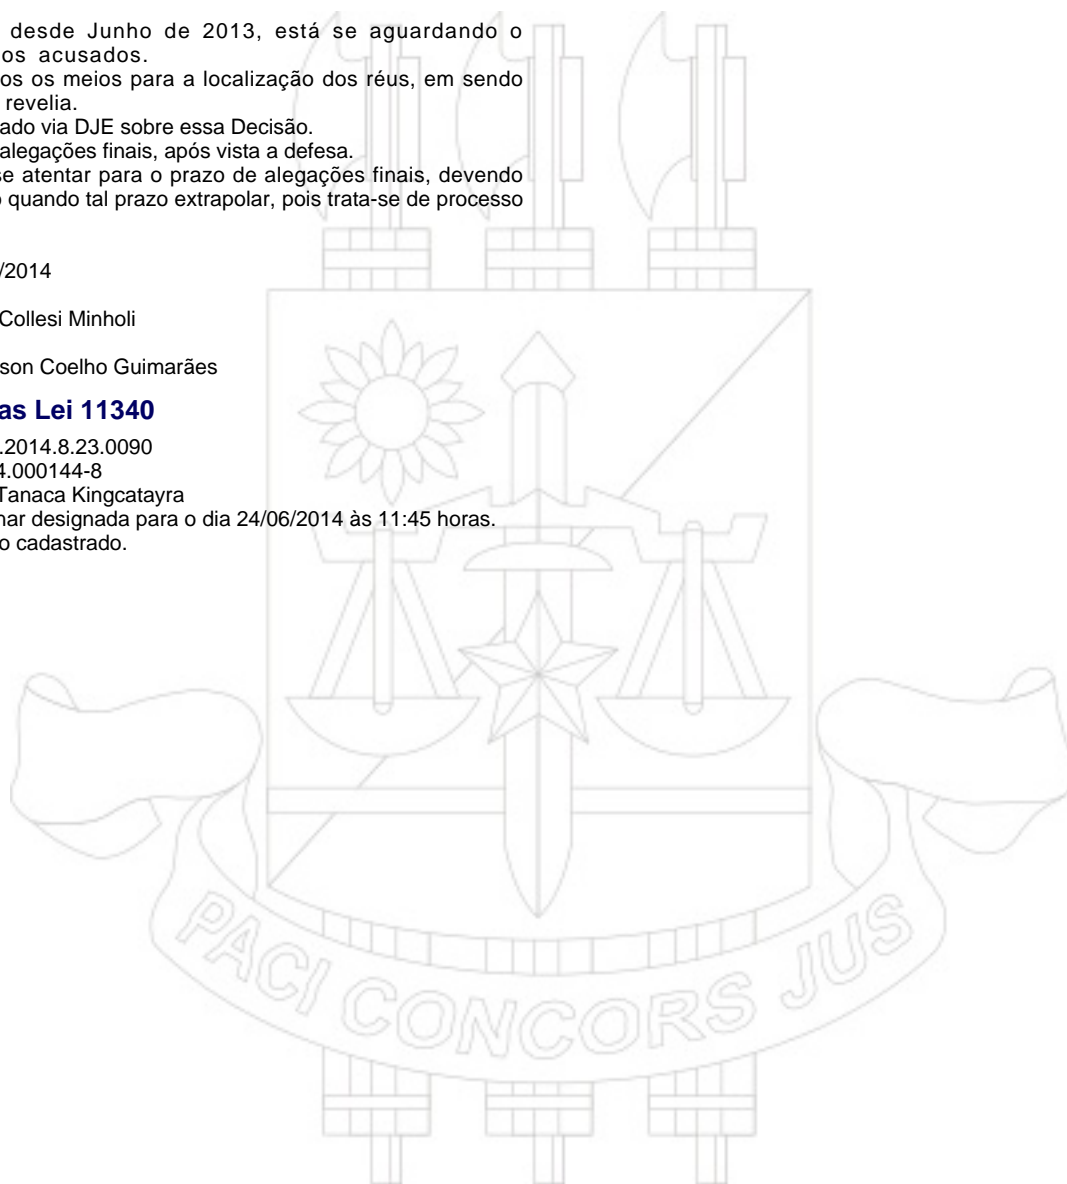 desde Junho de 2013, está se aguardando o
os acusados.
os os meios para a localização dos réus, em sendo
revelia.
ado via DJE sobre essa Decisão.
alegações finais, após vista a defesa.
se atentar para o prazo de alegações finais, devendo
o quando tal prazo extrapolar, pois trata-se de processo
/2014
Collesi Minholi
son Coelho Guimarães
as Lei 11340
.2014.8.23.0090
4.000144-8
Tanaca Kingcatayra
nar designada para o dia 24/06/2014 às 11:45 horas.
o cadastrado.
PACI CONCORS JUS